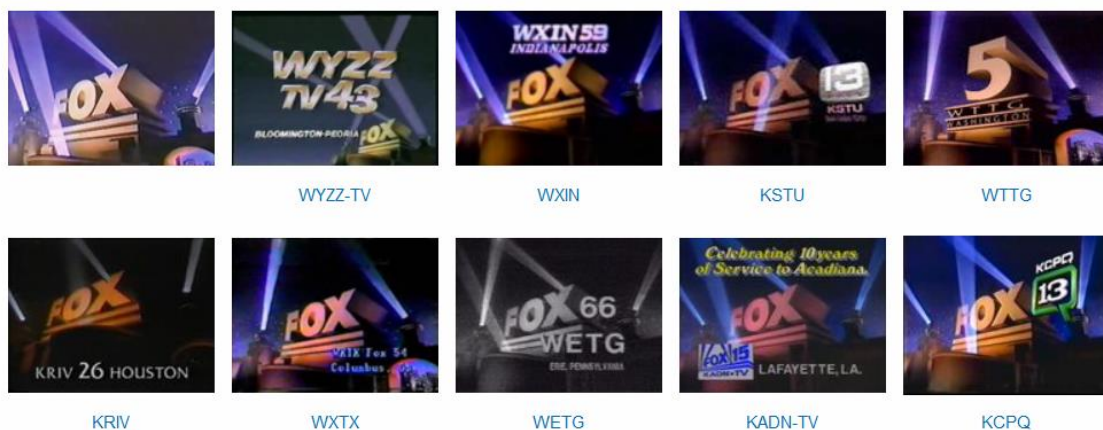 FOX
WYZZ
TV43
BLOOMINGTON·PEORIA
FOX
WXIN 59
INDIANAPOLIS
FOX
FOX
13
KSTU
5
WTTG
WASHINGTON
WYZZ-TV
WXIN
KSTU
WTTG
FOX
KRIV 26 HOUSTON
FOX
Fox 54
Columbus,
FOX 66
WETG
ERIE, PENNSYLVANIA
Celebrating 10 years
of Service to Acadiana.
FOX
FOX 15
KADN-TV
LAFAYETTE, LA.
KCPQ
13
FOX
KRIV
WXTX
WETG
KADN-TV
KCPQ